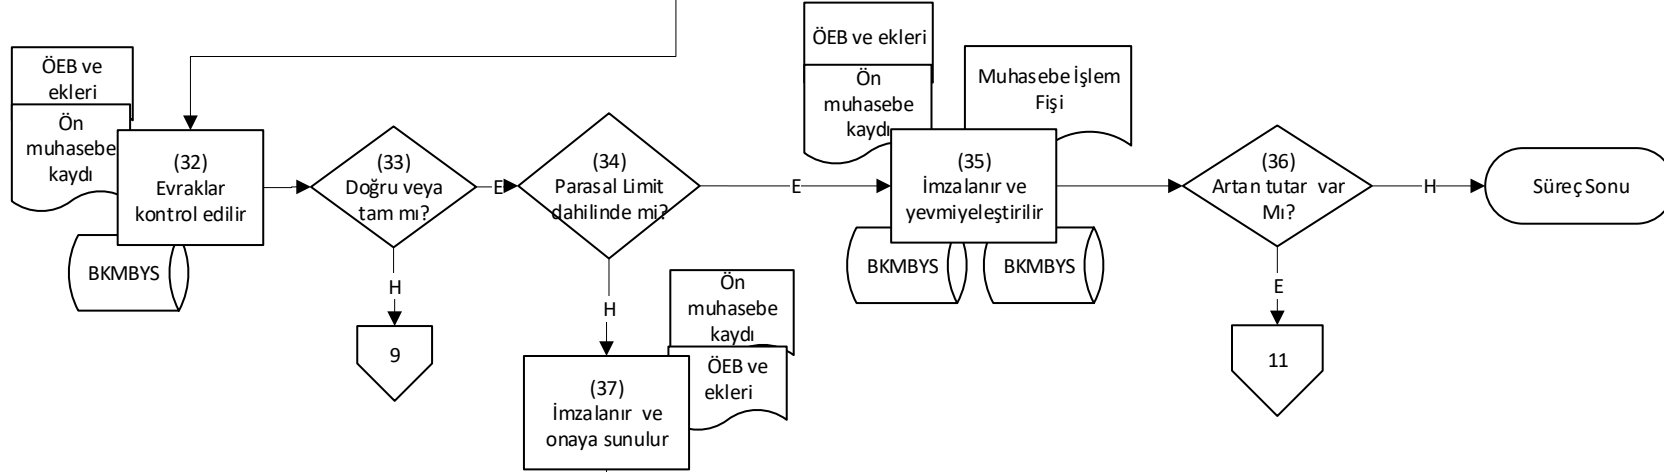 ÖEB ve
ekleri
Ön
muhasebe
kaydı
(32)
Evraklar
kontrol edilir
BKMBYS
(33)
Doğru veya
tam mı?
E
H
9
(34)
Parasal Limit
dahilinde mi?
E
H
Ön
muhasebe
kaydı
ÖEB ve
ekleri
(37)
İmzalanır ve
onaya sunulur
ÖEB ve ekleri
Ön
muhasebe
kaydı
Muhasebe İşlem
Fişi
(35)
İmzalanır ve
yevmiyeleştirilir
BKMBYS
BKMBYS
(36)
Artan tutar var
Mı?
H
E
11
Süreç Sonu